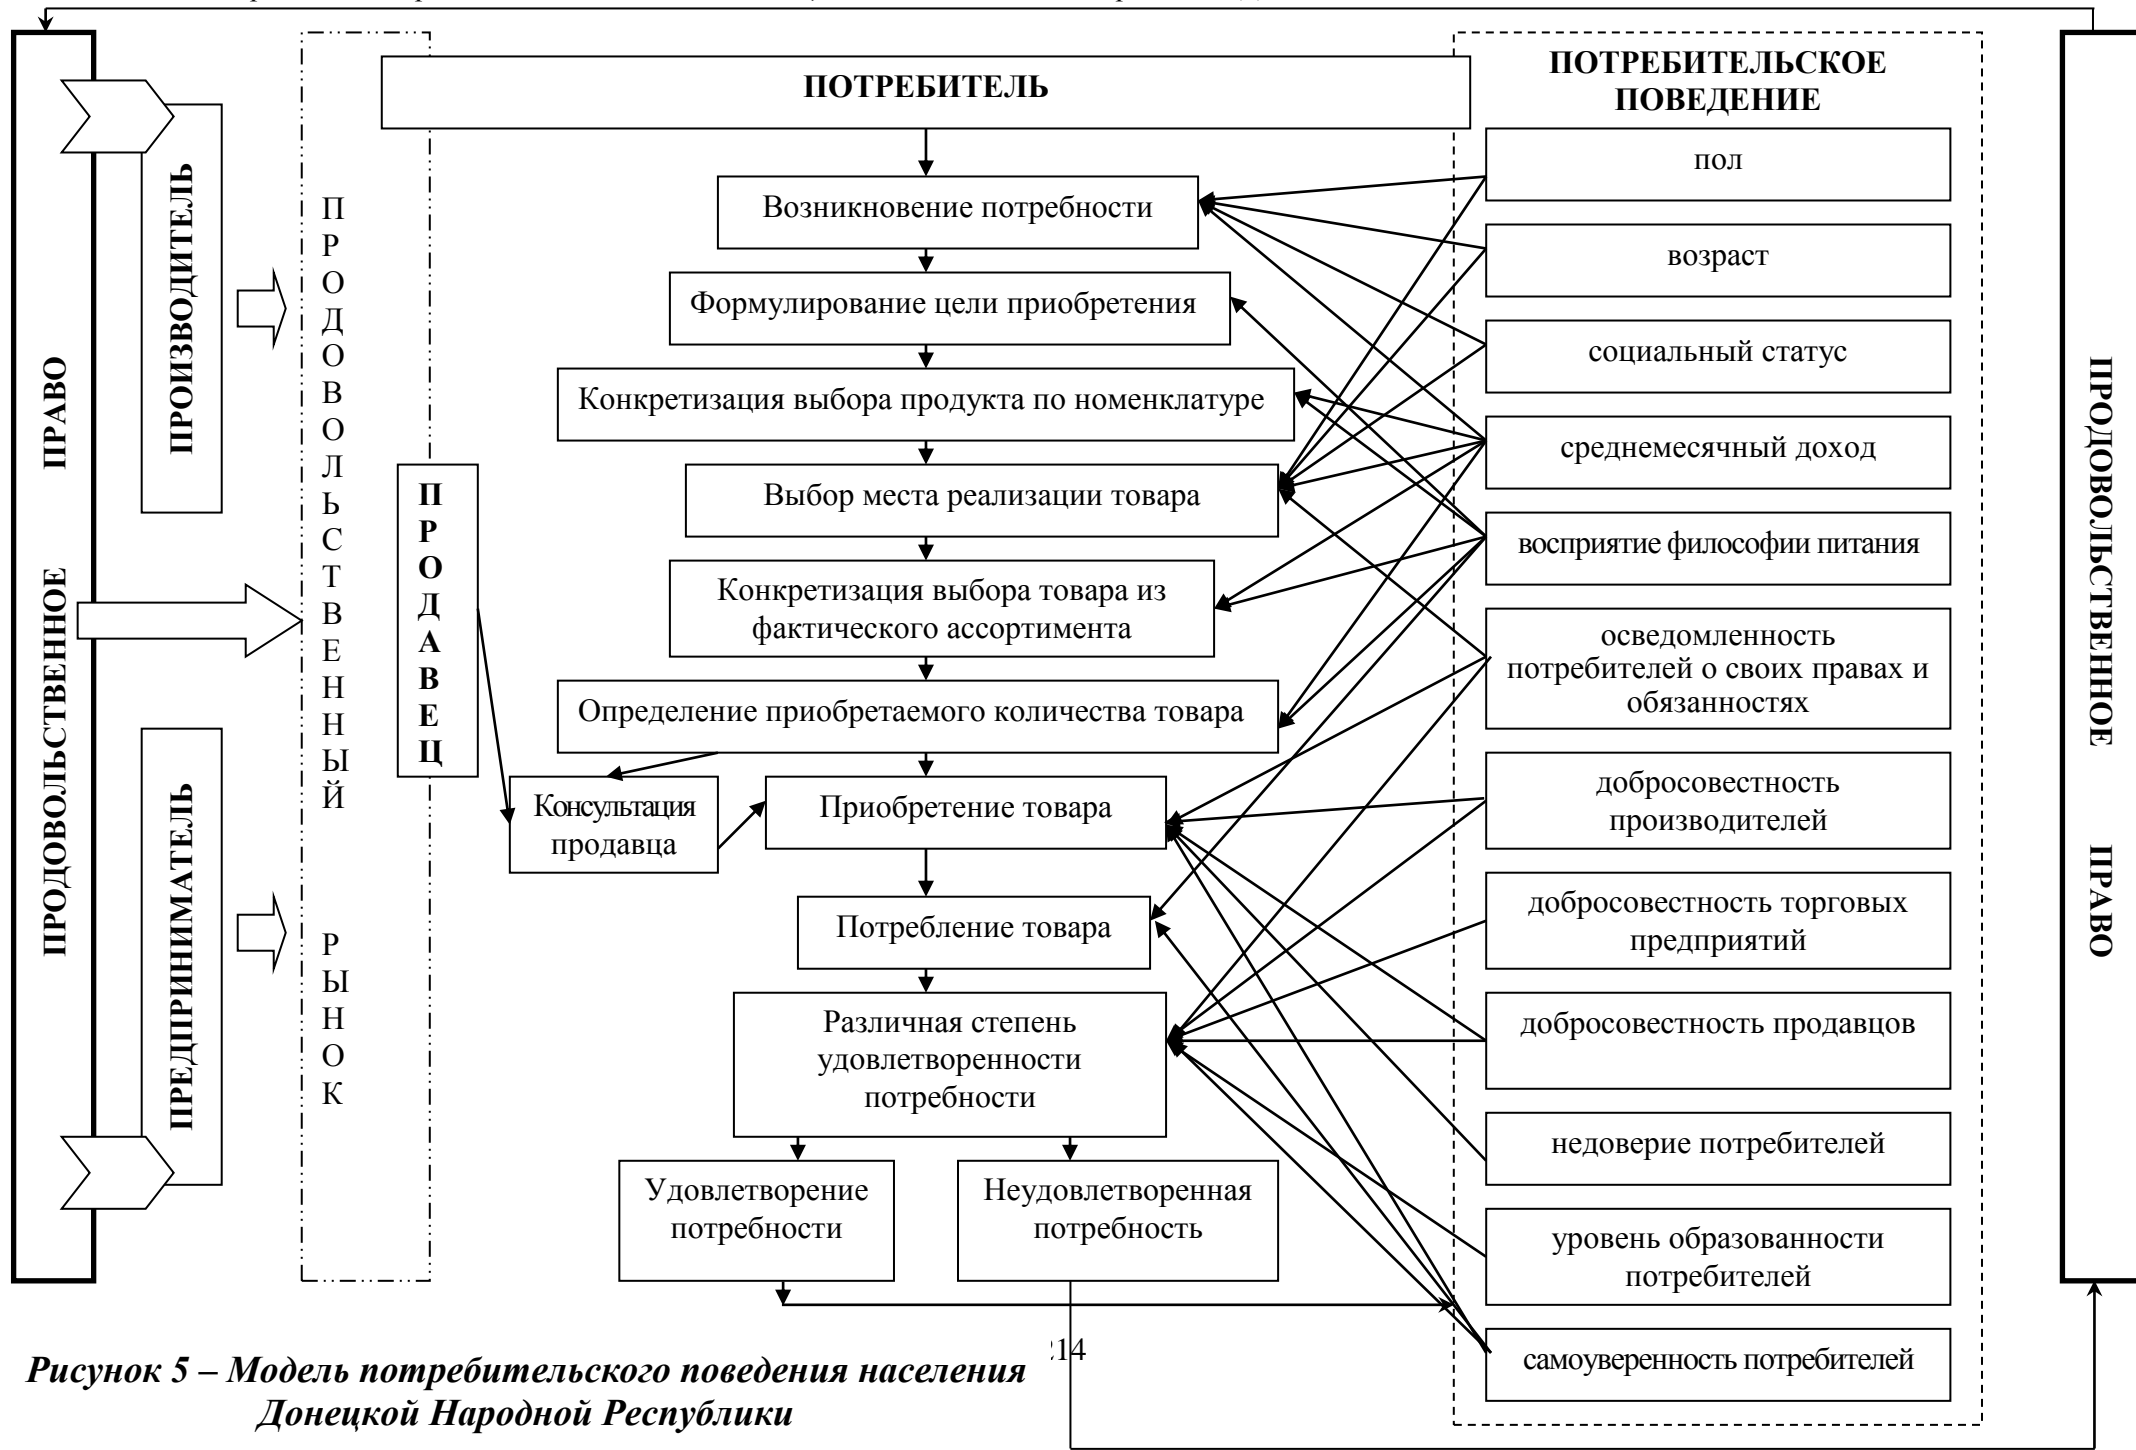 ПОТРЕБИТЕЛЬ
ПОТРЕБИТЕЛЬСКОЕ
ПОВЕДЕНИЕ
ПРОДОВОЛЬСТВЕННОЕ ПРАВО
ПРОИЗВОДИТЕЛЬ
ПРЕДПРИНИМАТЕЛЬ
ПРОДОВОЛЬСТВЕННЫЙ РЫНОК
ПРОДАВЕЦ
Возникновение потребности
Формулирование цели приобретения
Конкретизация выбора продукта по номенклатуре
Выбор места реализации товара
Конкретизация выбора товара из
фактического ассортимента
Определение приобретаемого количества товара
Консультация
продавца
Приобретение товара
Потребление товара
Различная степень
удовлетворенности
потребности
Удовлетворение
потребности
Неудовлетворенная
потребность
пол
возраст
социальный статус
среднемесячный доход
восприятие философии питания
осведомленность
потребителей о своих правах и
обязанностях
добросовестность
производителей
добросовестность торговых
предприятий
добросовестность продавцов
недоверие потребителей
уровень образованности
потребителей
самоуверенность потребителей
ПРОДОВОЛЬСТВЕННОЕ ПРАВО
14
Рисунок 5 – Модель потребительского поведения населения
Донецкой Народной Республики